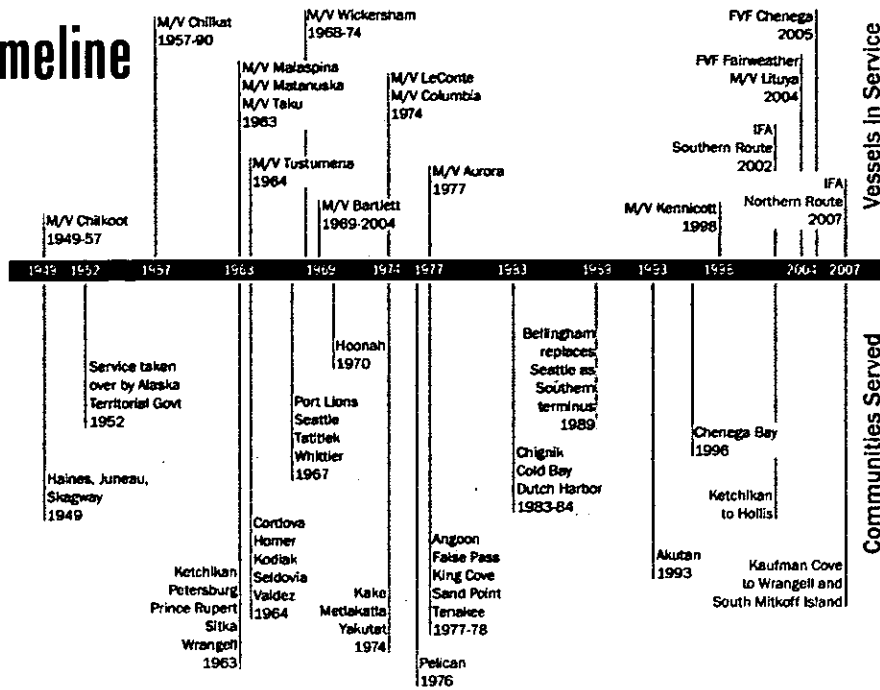 meline
M/V Chilkat
1957-90
M/V Wickersham
1968-74
FVF Chenega
2005
M/V Malaspina
M/V Matanuska
M/V Taku
1963
M/V LeConte
M/V Columbia
1974
FVF Fairweather
M/V Lituya
2004
IFA
Southern Route
2002
M/V Tustumena
1964
M/V Aurora
1977
M/V Bartlett
1969-2004
IFA
Northern Route
2007
M/V Chilkoot
1949-57
M/V Kennicott
1998
Vessels in Service
1949 1952 1957 1963 1969 1974 1977 1983 1989 1993 1998 2004 2007
Communities Served
Haines, Juneau,
Skagway
1949
Service taken
over by Alaska
Territorial Govt
1952
Ketchikan
Petersburg
Prince Rupert
Sitka
Wrangell
1963
Cordova
Homer
Kodiak
Seldovia
Valdez
1964
Port Lions
Seattle
Tatitlek
Whittier
1967
Hoonah
1970
Kake
Metlakatta
Yakutat
1974
Pelican
1976
Angoon
False Pass
King Cove
Sand Point
Tenakee
1977-78
Chignik
Cold Bay
Dutch Harbor
1983-84
Bellingham
replaces
Seattle as
Southern
terminus
1989
Akutan
1993
Chenega Bay
1996
Ketchikan
to Hollis
Kaufman Cove
to Wrangell and
South Mitkoff Island